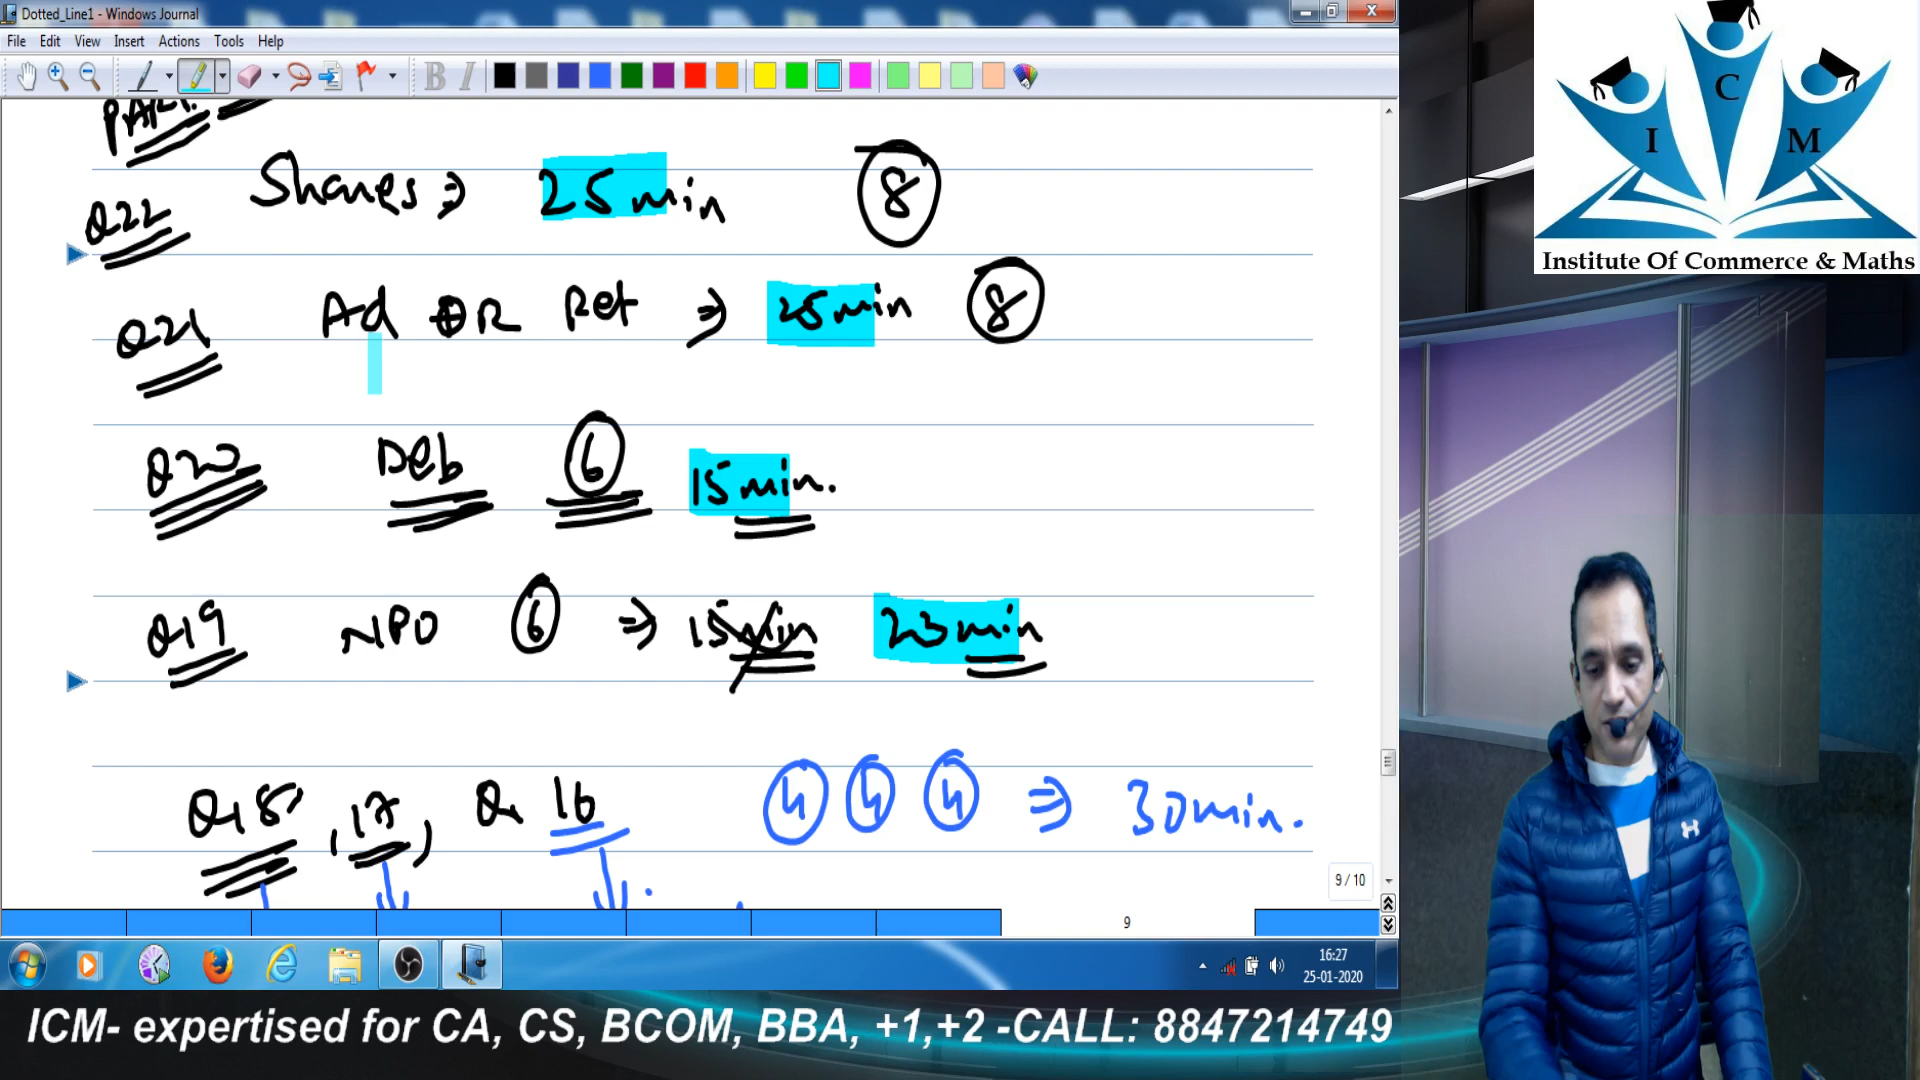 Dotted_Line1 - Windows Journal
File Edit View Insert Actions Tools Help
B I
PART
Q22 Shares ⇒ 25 min 8
Q21 Ad OR Ret ⇒ 25 min 8
Q20 Deb 6 15 min.
Q19 NPO 6 ⇒ 15 min 23 min
Q18, 17, Q. 16 4 4 4 ⇒ 30 min.
9 / 10
9
16:27
25-01-2020
I C M
Institute Of Commerce & Maths
ICM- expertised for CA, CS, BCOM, BBA, +1,+2 -CALL: 8847214749